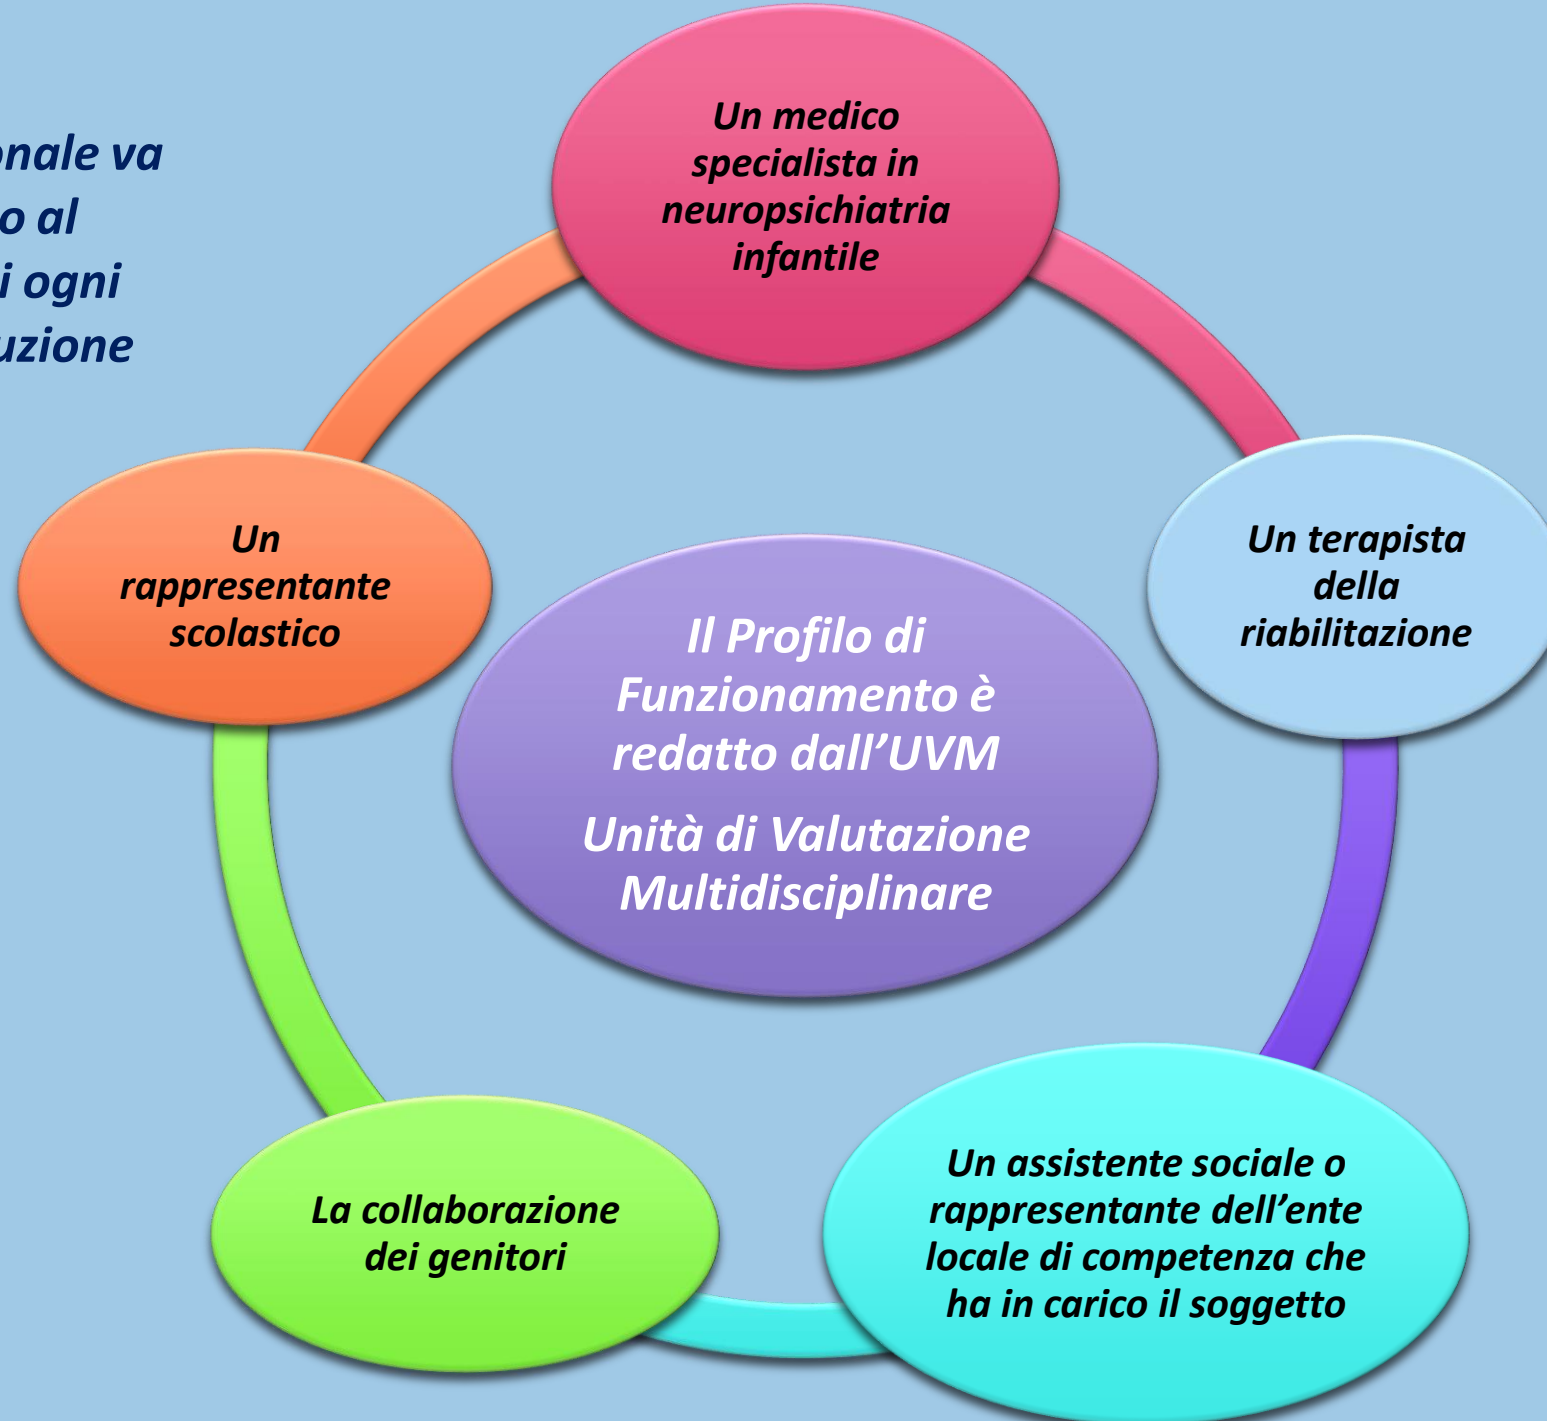 va
al
ogni
Un medico
specialista in
neuropsichiatria
infantile
Un
rappresentante
scolastico
Un terapista
della
riabilitazione
Il Profilo di
Funzionamento è
redatto dall’UVM
Unità di Valutazione
Multidisciplinare
La collaborazione
dei genitori
Un assistente sociale o
rappresentante dell’ente
locale di competenza che
ha in carico il soggetto